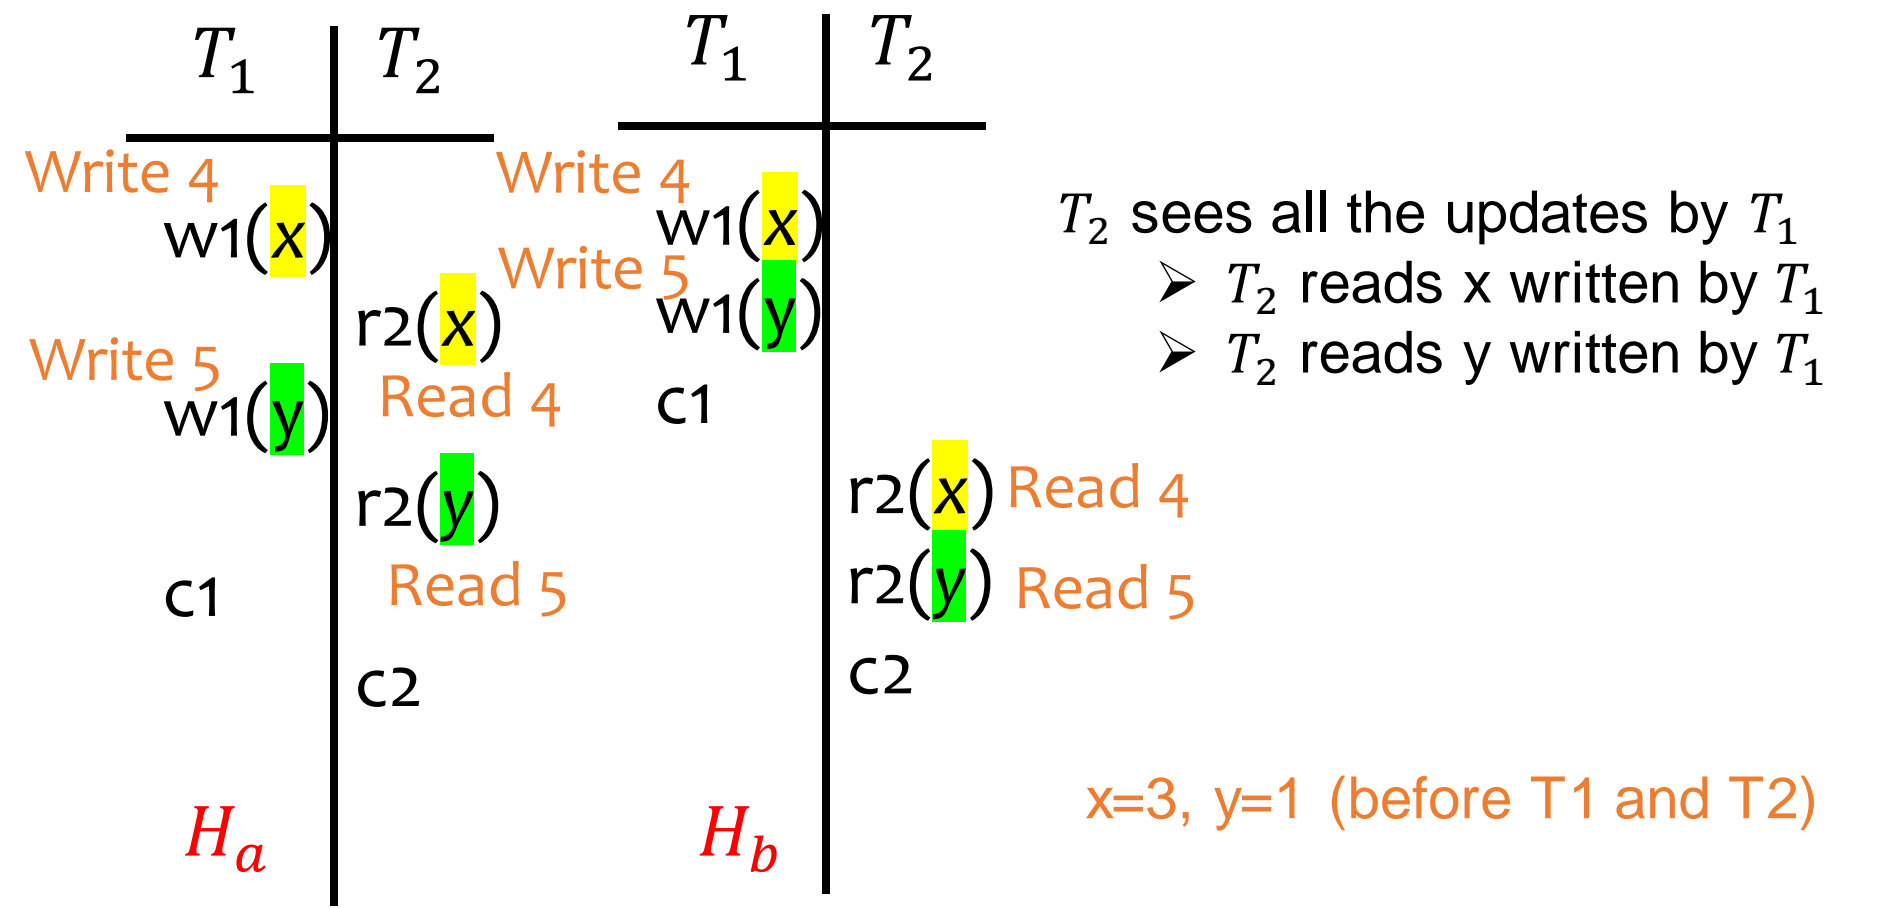 T₁ T₂
Write 4
w1(x)
r2(x)
Read 4
Write 5
w1(y)
r2(y)
Read 5
c1
c2
Hₐ
T₁ T₂
Write 4
w1(x)
Write 5
w1(y)
c1
r2(x) Read 4
r2(y) Read 5
c2
H_b
T₂ sees all the updates by T₁
➢ T₂ reads x written by T₁
➢ T₂ reads y written by T₁
x=3, y=1 (before T1 and T2)